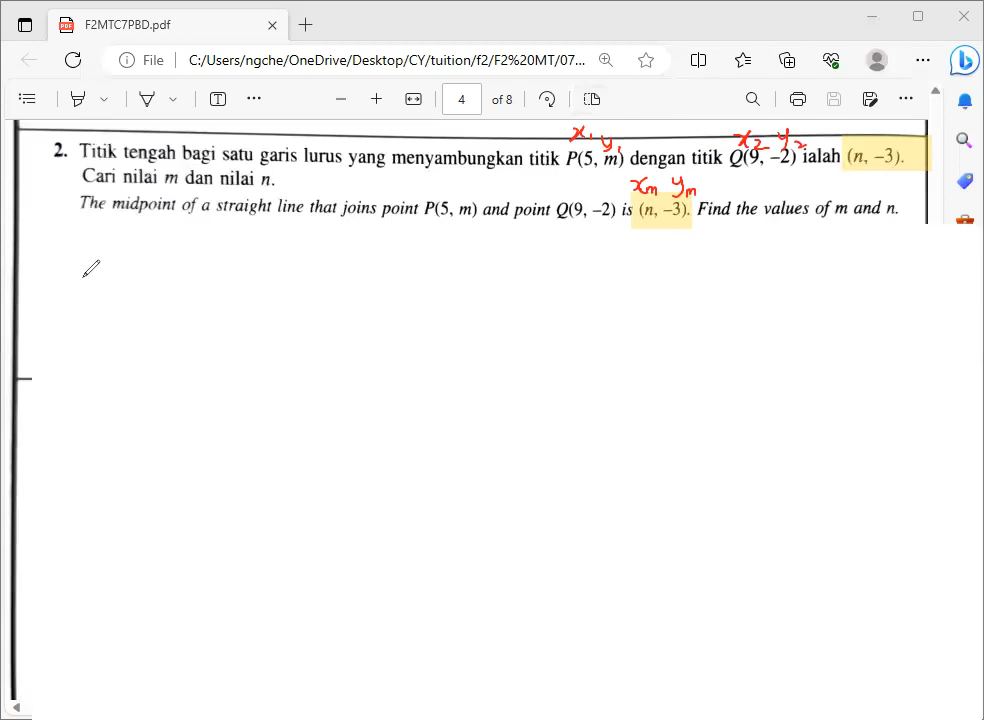 F2MTC7PBD.pdf
File C:/Users/ngche/OneDrive/Desktop/CY/tuition/f2/F2%20MT/07...
4 of 8
x₁ y₁ x₂ y₂
2. Titik tengah bagi satu garis lurus yang menyambungkan titik P(5, m) dengan titik Q(9, –2) ialah (n, –3).
Cari nilai m dan nilai n.
xm ym
The midpoint of a straight line that joins point P(5, m) and point Q(9, –2) is (n, –3). Find the values of m and n.